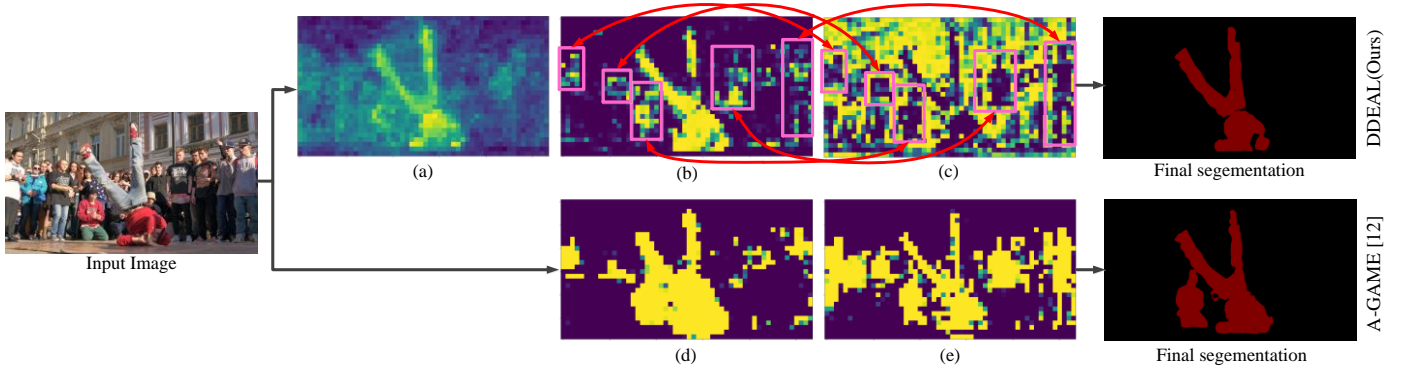 (a)
(b)
(c)
Final segementation
DDEAL(Ours)
Input Image
(d)
(e)
Final segementation
A-GAME [12]